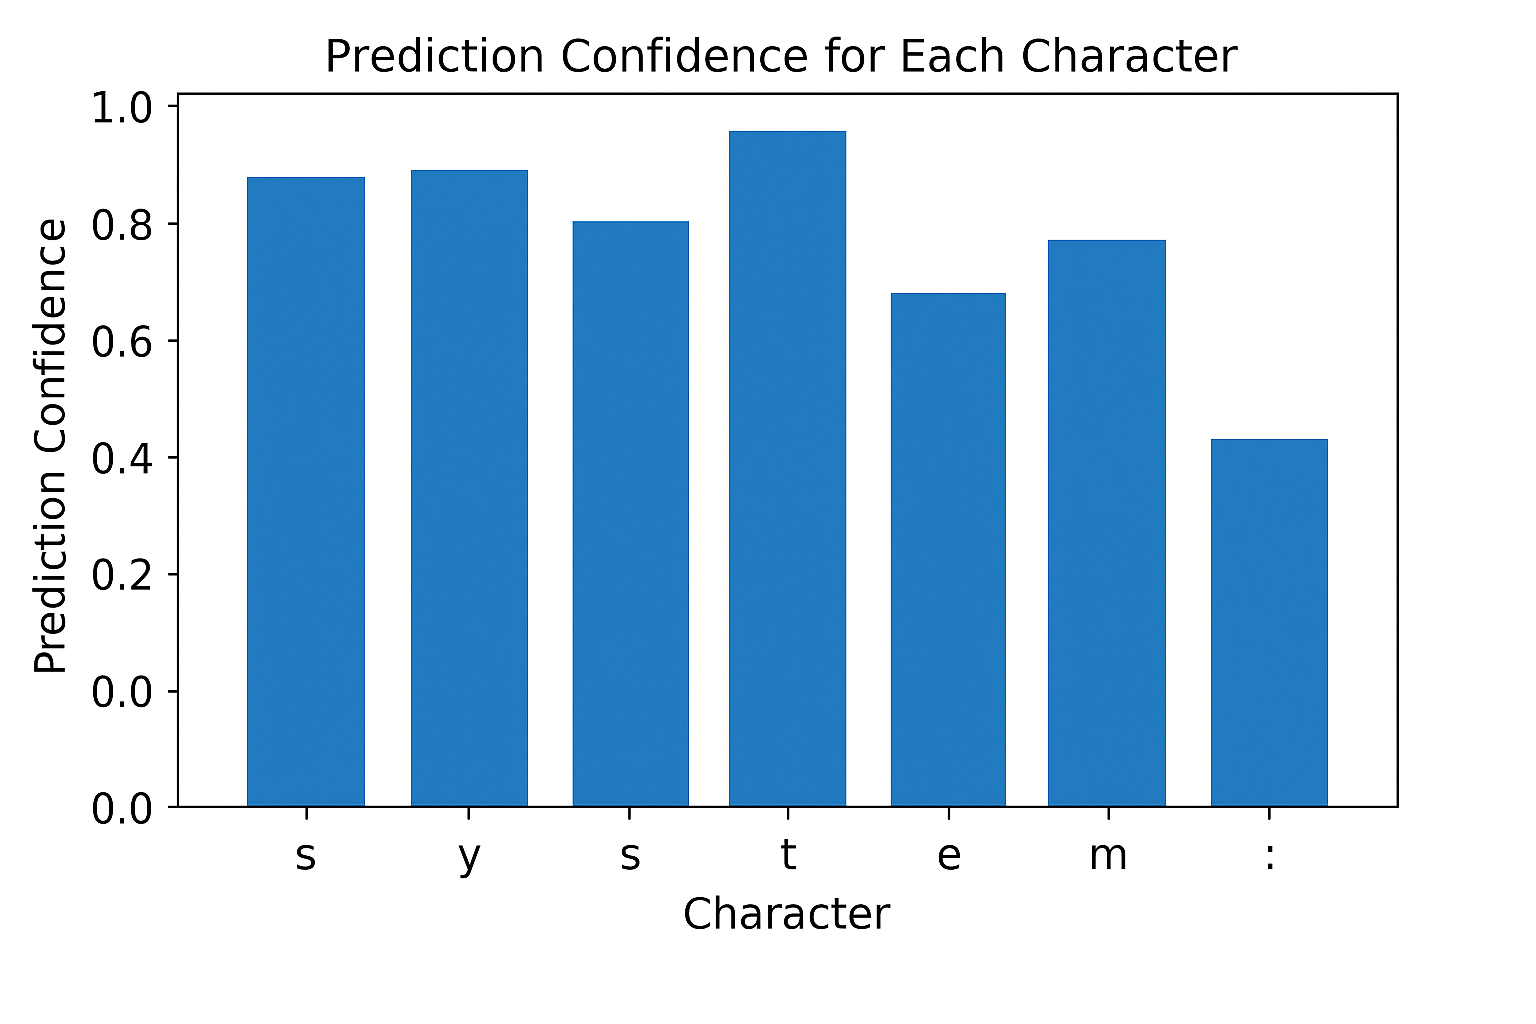 Prediction Confidence for Each Character
Prediction Confidence
1.0
0.8
0.6
0.4
0.2
0.0
0.0
s y s t e m :
Character